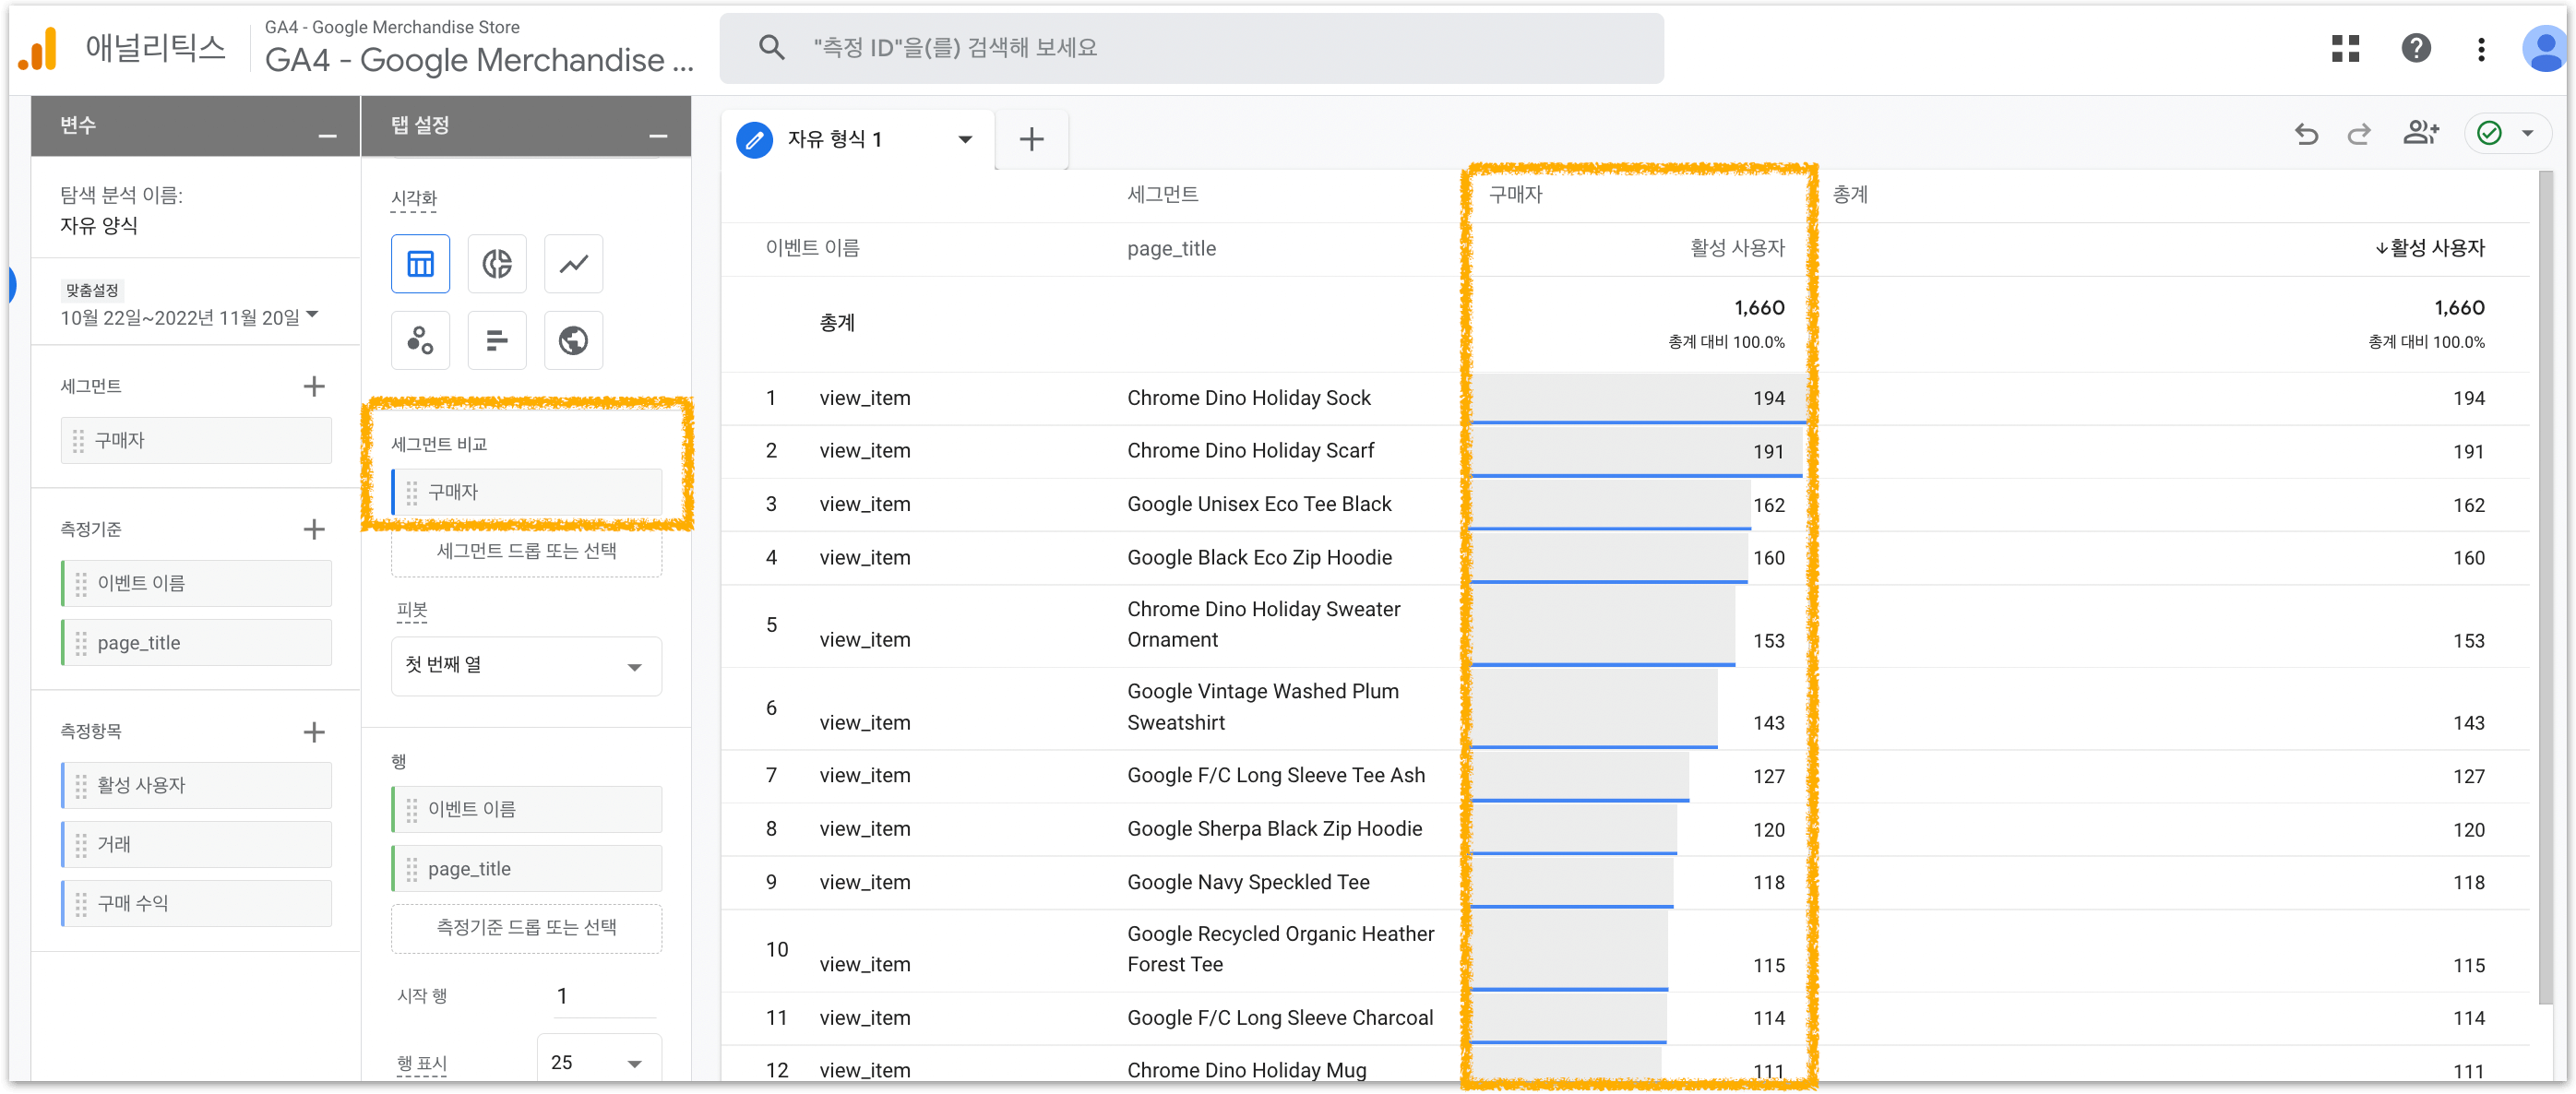 애널리틱스
GA4 - Google Merchandise Store
GA4 - Google Merchandise ...
"측정 ID"을(를) 검색해 보세요
변수
탐색 분석 이름:
자유 양식
맞춤설정
10월 22일~2022년 11월 20일
세그먼트
구매자
측정기준
이벤트 이름
page_title
측정항목
활성 사용자
거래
구매 수익
탭 설정
시각화
세그먼트 비교
구매자
세그먼트 드롭 또는 선택
피봇
첫 번째 열
행
이벤트 이름
page_title
측정기준 드롭 또는 선택
시작 행 1
행 표시 25
자유 형식 1
세그먼트 구매자 총계
이벤트 이름 page_title 활성 사용자 ↓활성 사용자
총계 1,660 1,660
총계 대비 100.0% 총계 대비 100.0%
1 view_item Chrome Dino Holiday Sock 194 194
2 view_item Chrome Dino Holiday Scarf 191 191
3 view_item Google Unisex Eco Tee Black 162 162
4 view_item Google Black Eco Zip Hoodie 160 160
Chrome Dino Holiday Sweater
5 view_item Ornament 153 153
Google Vintage Washed Plum
6 view_item Sweatshirt 143 143
7 view_item Google F/C Long Sleeve Tee Ash 127 127
8 view_item Google Sherpa Black Zip Hoodie 120 120
9 view_item Google Navy Speckled Tee 118 118
Google Recycled Organic Heather
10 view_item Forest Tee 115 115
11 view_item Google F/C Long Sleeve Charcoal 114 114
12 view_item Chrome Dino Holiday Mug 111 111